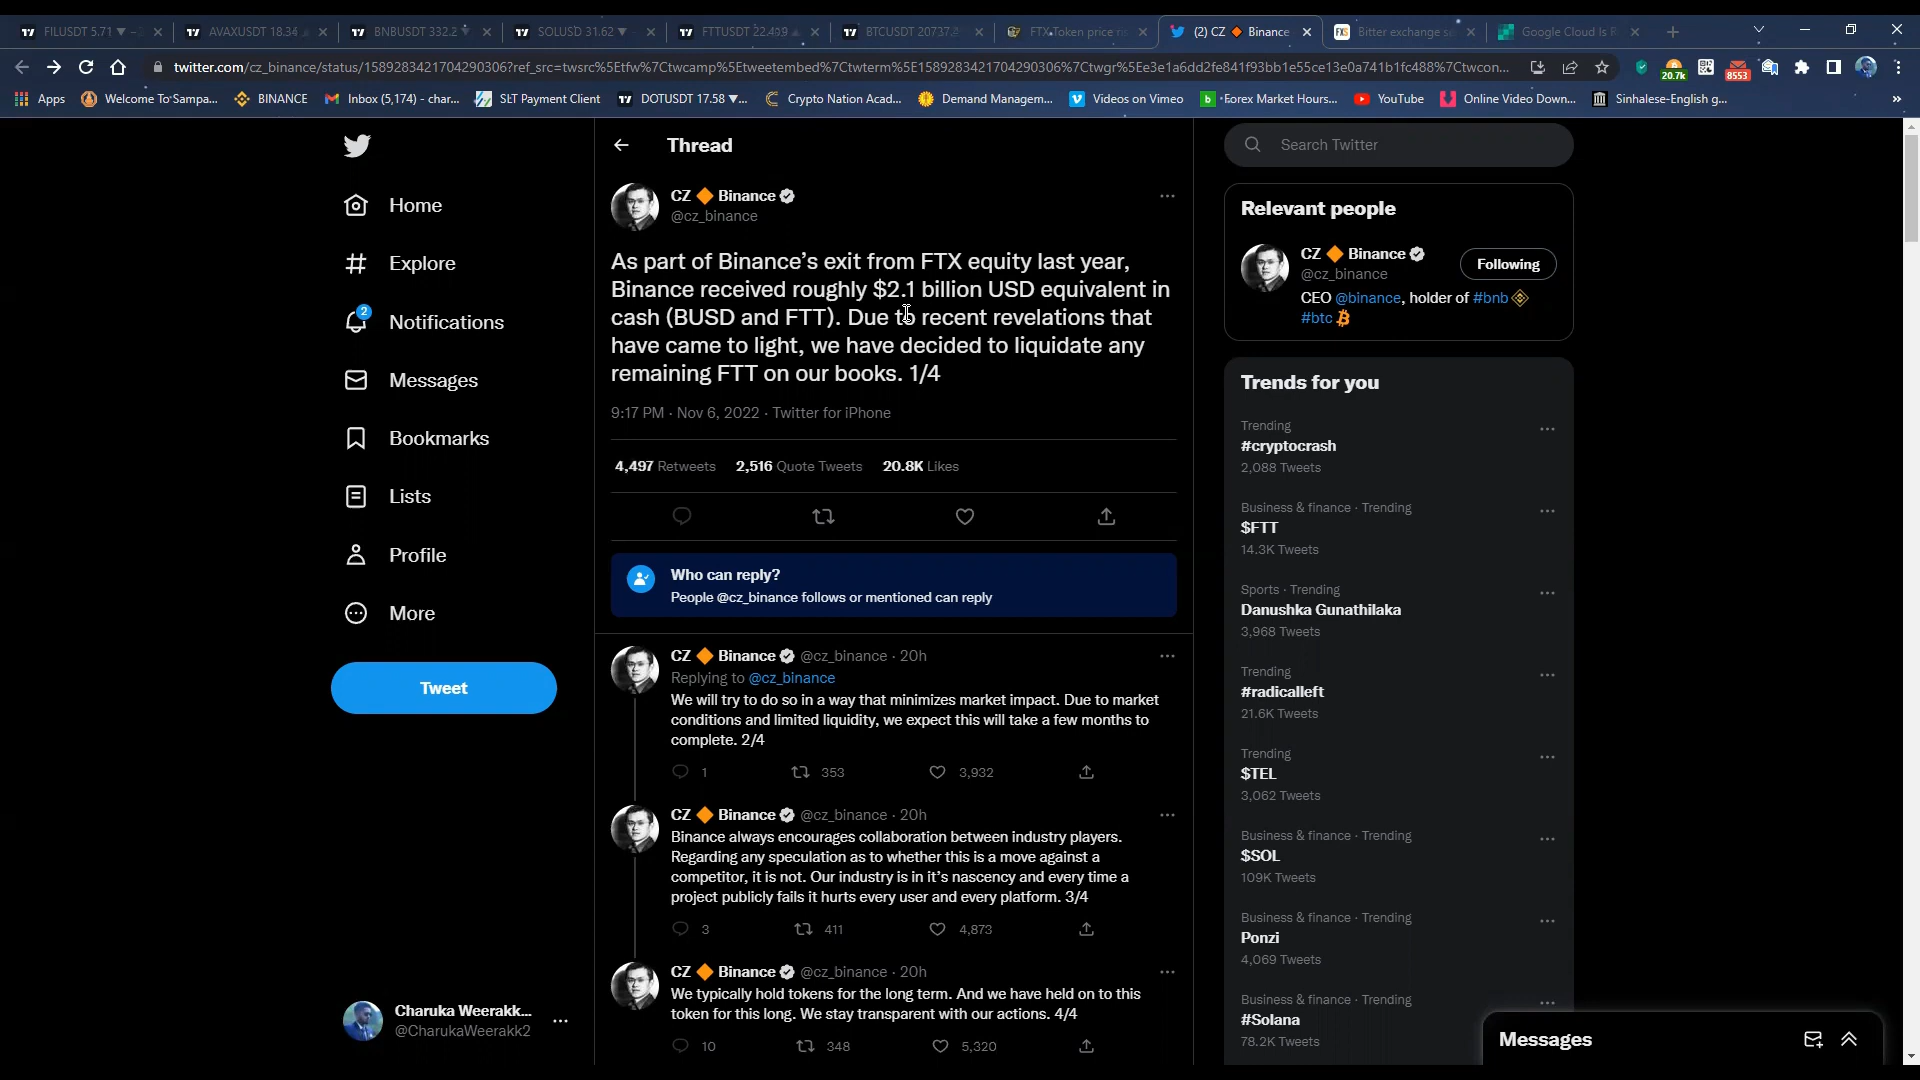 FILUSDT 5.71 ▼ −
AVAXUSDT 18.34
BNBUSDT 332.2 ▼
SOLUSD 31.62 ▼
FTTUSDT 22.499
BTCUSDT 20737.
FTX Token price
(2) CZ 🔶 Binance
Bitter exchange
Google Cloud Is
twitter.com/cz_binance/status/1589283421704290306?ref_src=twsrc%5Etfw%7Ctwcamp%5Etweetembed%7Ctwterm%5E1589283421704290306%7Ctwgr%5Ee3e1a6dd2fe841f93bb1e55ce13e0a741b1fc488%7Ctwcon...
20.7k
8553
Apps
Welcome To Sampa...
BINANCE
Inbox (5,174) - char...
SLT Payment Client
DOTUSDT 17.58 ▼...
Crypto Nation Acad...
Demand Managem...
Videos on Vimeo
Forex Market Hours...
YouTube
Online Video Down...
Sinhalese-English g...
»
Home
Explore
2
Notifications
Messages
Bookmarks
Lists
Profile
More
Tweet
Charuka Weerakk...
@CharukaWeerakk2
Thread
CZ 🔶 Binance
@cz_binance
As part of Binance’s exit from FTX equity last year,
Binance received roughly $2.1 billion USD equivalent in
cash (BUSD and FTT). Due to recent revelations that
have came to light, we have decided to liquidate any
remaining FTT on our books. 1/4
9:17 PM · Nov 6, 2022 · Twitter for iPhone
4,497 Retweets 2,516 Quote Tweets 20.8K Likes
Who can reply?
People @cz_binance follows or mentioned can reply
CZ 🔶 Binance @cz_binance · 20h
Replying to @cz_binance
We will try to do so in a way that minimizes market impact. Due to market
conditions and limited liquidity, we expect this will take a few months to
complete. 2/4
1 353 3,932
CZ 🔶 Binance @cz_binance · 20h
Binance always encourages collaboration between industry players.
Regarding any speculation as to whether this is a move against a
competitor, it is not. Our industry is in it’s nascency and every time a
project publicly fails it hurts every user and every platform. 3/4
3 411 4,873
CZ 🔶 Binance @cz_binance · 20h
We typically hold tokens for the long term. And we have held on to this
token for this long. We stay transparent with our actions. 4/4
10 348 5,320
Search Twitter
Relevant people
CZ 🔶 Binance
@cz_binance
Following
CEO @binance, holder of #bnb
#btc
Trends for you
Trending
#cryptocrash
2,088 Tweets
Business & finance · Trending
$FTT
14.3K Tweets
Sports · Trending
Danushka Gunathilaka
3,968 Tweets
Trending
#radicalleft
21.6K Tweets
Trending
$TEL
3,062 Tweets
Business & finance · Trending
$SOL
109K Tweets
Business & finance · Trending
Ponzi
4,069 Tweets
Business & finance · Trending
#Solana
78.2K Tweets
Messages